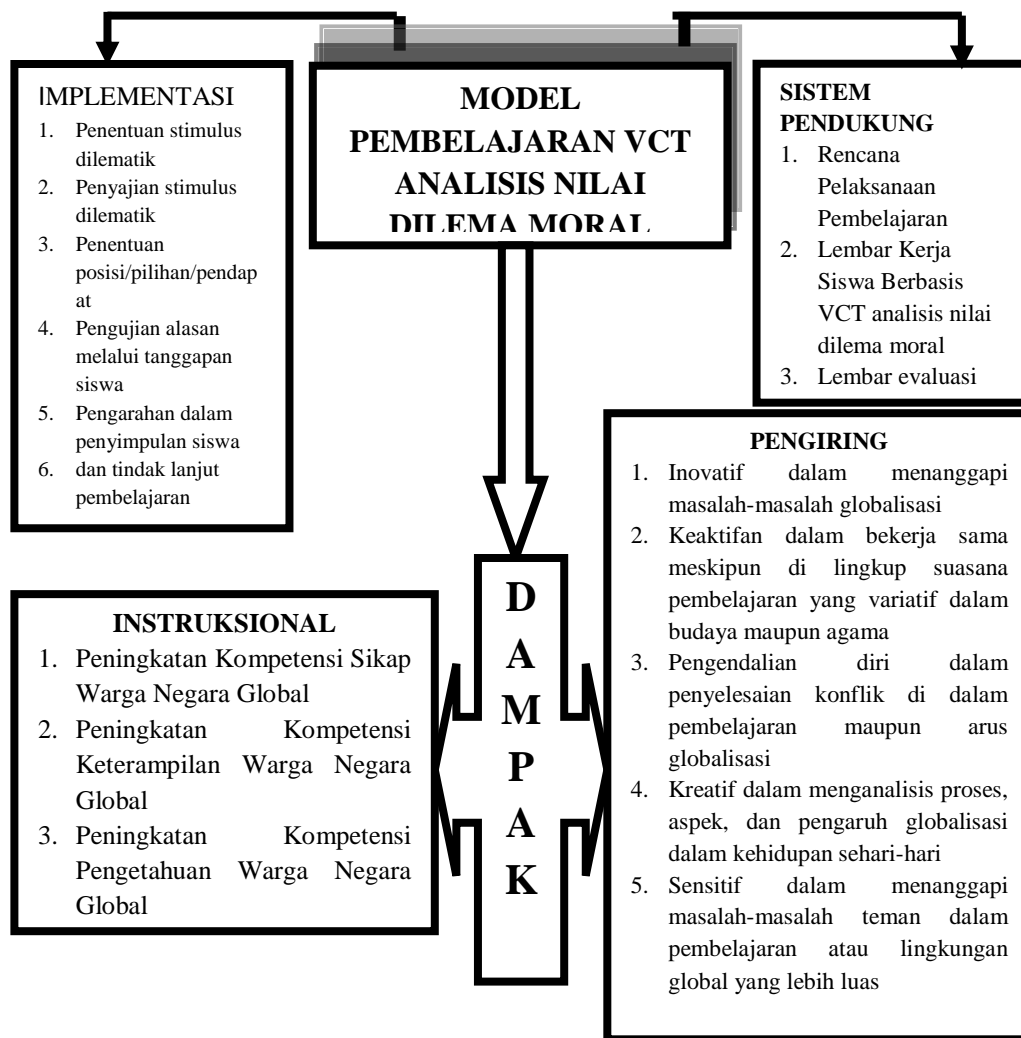 IMPLEMENTASI
1. Penentuan stimulus
dilematik
2. Penyajian stimulus
dilematik
3. Penentuan
posisi/pilihan/pendap
at
4. Pengujian alasan
melalui tanggapan
siswa
5. Pengarahan dalam
penyimpulan siswa
6. dan tindak lanjut
pembelajaran
MODEL
PEMBELAJARAN VCT
ANALISIS NILAI
DILEMA MORAL
SISTEM
PENDUKUNG
1. Rencana
Pelaksanaan
Pembelajaran
2. Lembar Kerja
Siswa Berbasis
VCT analisis nilai
dilema moral
3. Lembar evaluasi
INSTRUKSIONAL
1. Peningkatan Kompetensi Sikap
Warga Negara Global
2. Peningkatan Kompetensi
Keterampilan Warga Negara
Global
3. Peningkatan Kompetensi
Pengetahuan Warga Negara
Global
D
A
M
P
A
K
PENGIRING
1. Inovatif dalam menanggapi
masalah-masalah globalisasi
2. Keaktifan dalam bekerja sama
meskipun di lingkup suasana
pembelajaran yang variatif dalam
budaya maupun agama
3. Pengendalian diri dalam
penyelesaian konflik di dalam
pembelajaran maupun arus
globalisasi
4. Kreatif dalam menganalisis proses,
aspek, dan pengaruh globalisasi
dalam kehidupan sehari-hari
5. Sensitif dalam menanggapi
masalah-masalah teman dalam
pembelajaran atau lingkungan
global yang lebih luas